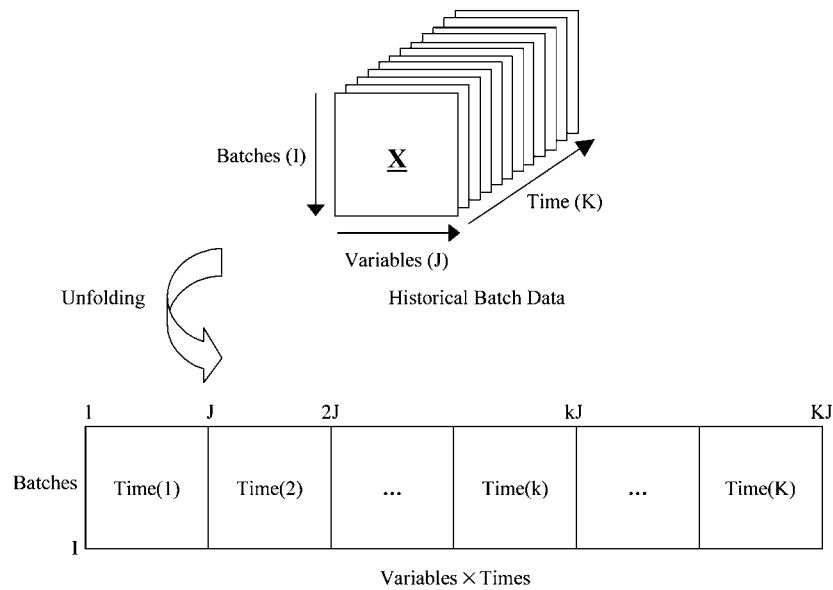 Batches (I)
X
Time (K)
Variables (J)
Unfolding
Historical Batch Data
1 J 2J kJ KJ
Batches
Time(1) Time(2) ... Time(k) ... Time(K)
I
Variables × Times